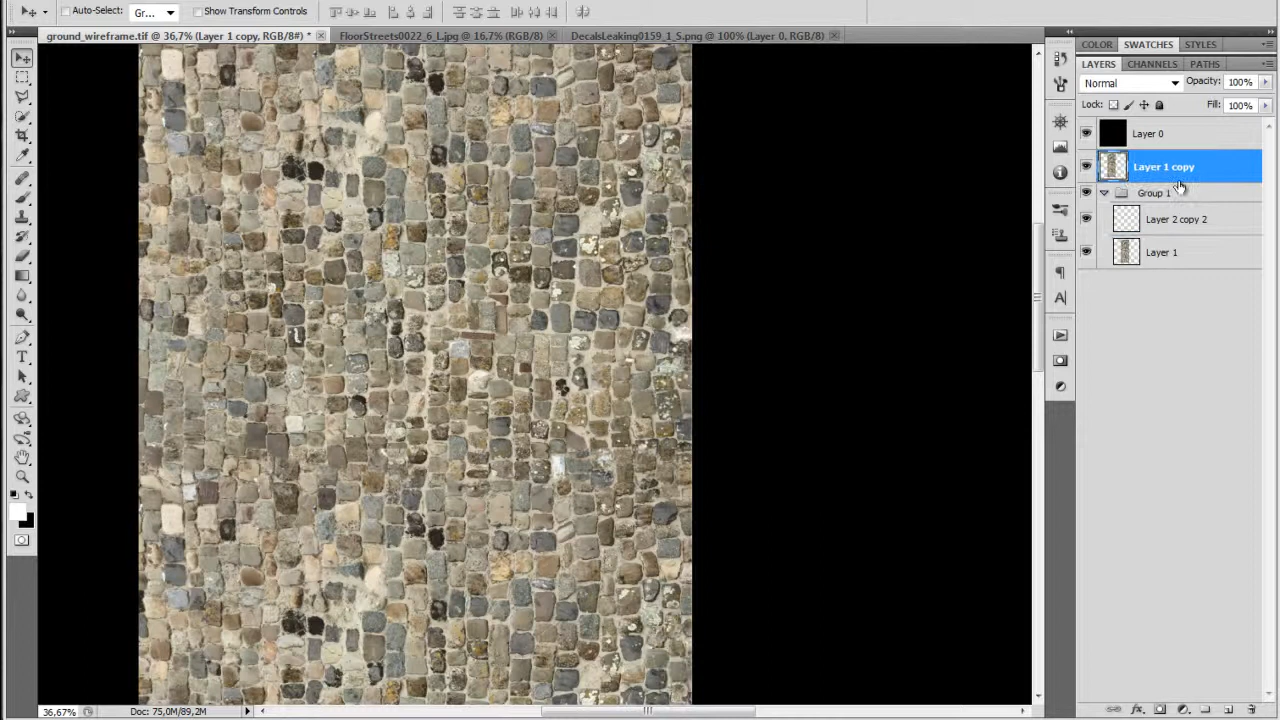 Auto-Select: Gr... Show Transform Controls
ground_wireframe.tif @ 36,7% (Layer 1 copy, RGB/8#) * FloorStreets0022_6_L.jpg @ 16,7% (RGB/8) DecalsLeaking0159_1_S.png @ 100% (Layer 0, RGB/8)
COLOR SWATCHES STYLES
LAYERS CHANNELS PATHS
Normal Opacity: 100%
Lock: Fill: 100%
Layer 0
Layer 1 copy
Group 1
Layer 2 copy 2
Layer 1
36,67% Doc: 75,0M/89,2M